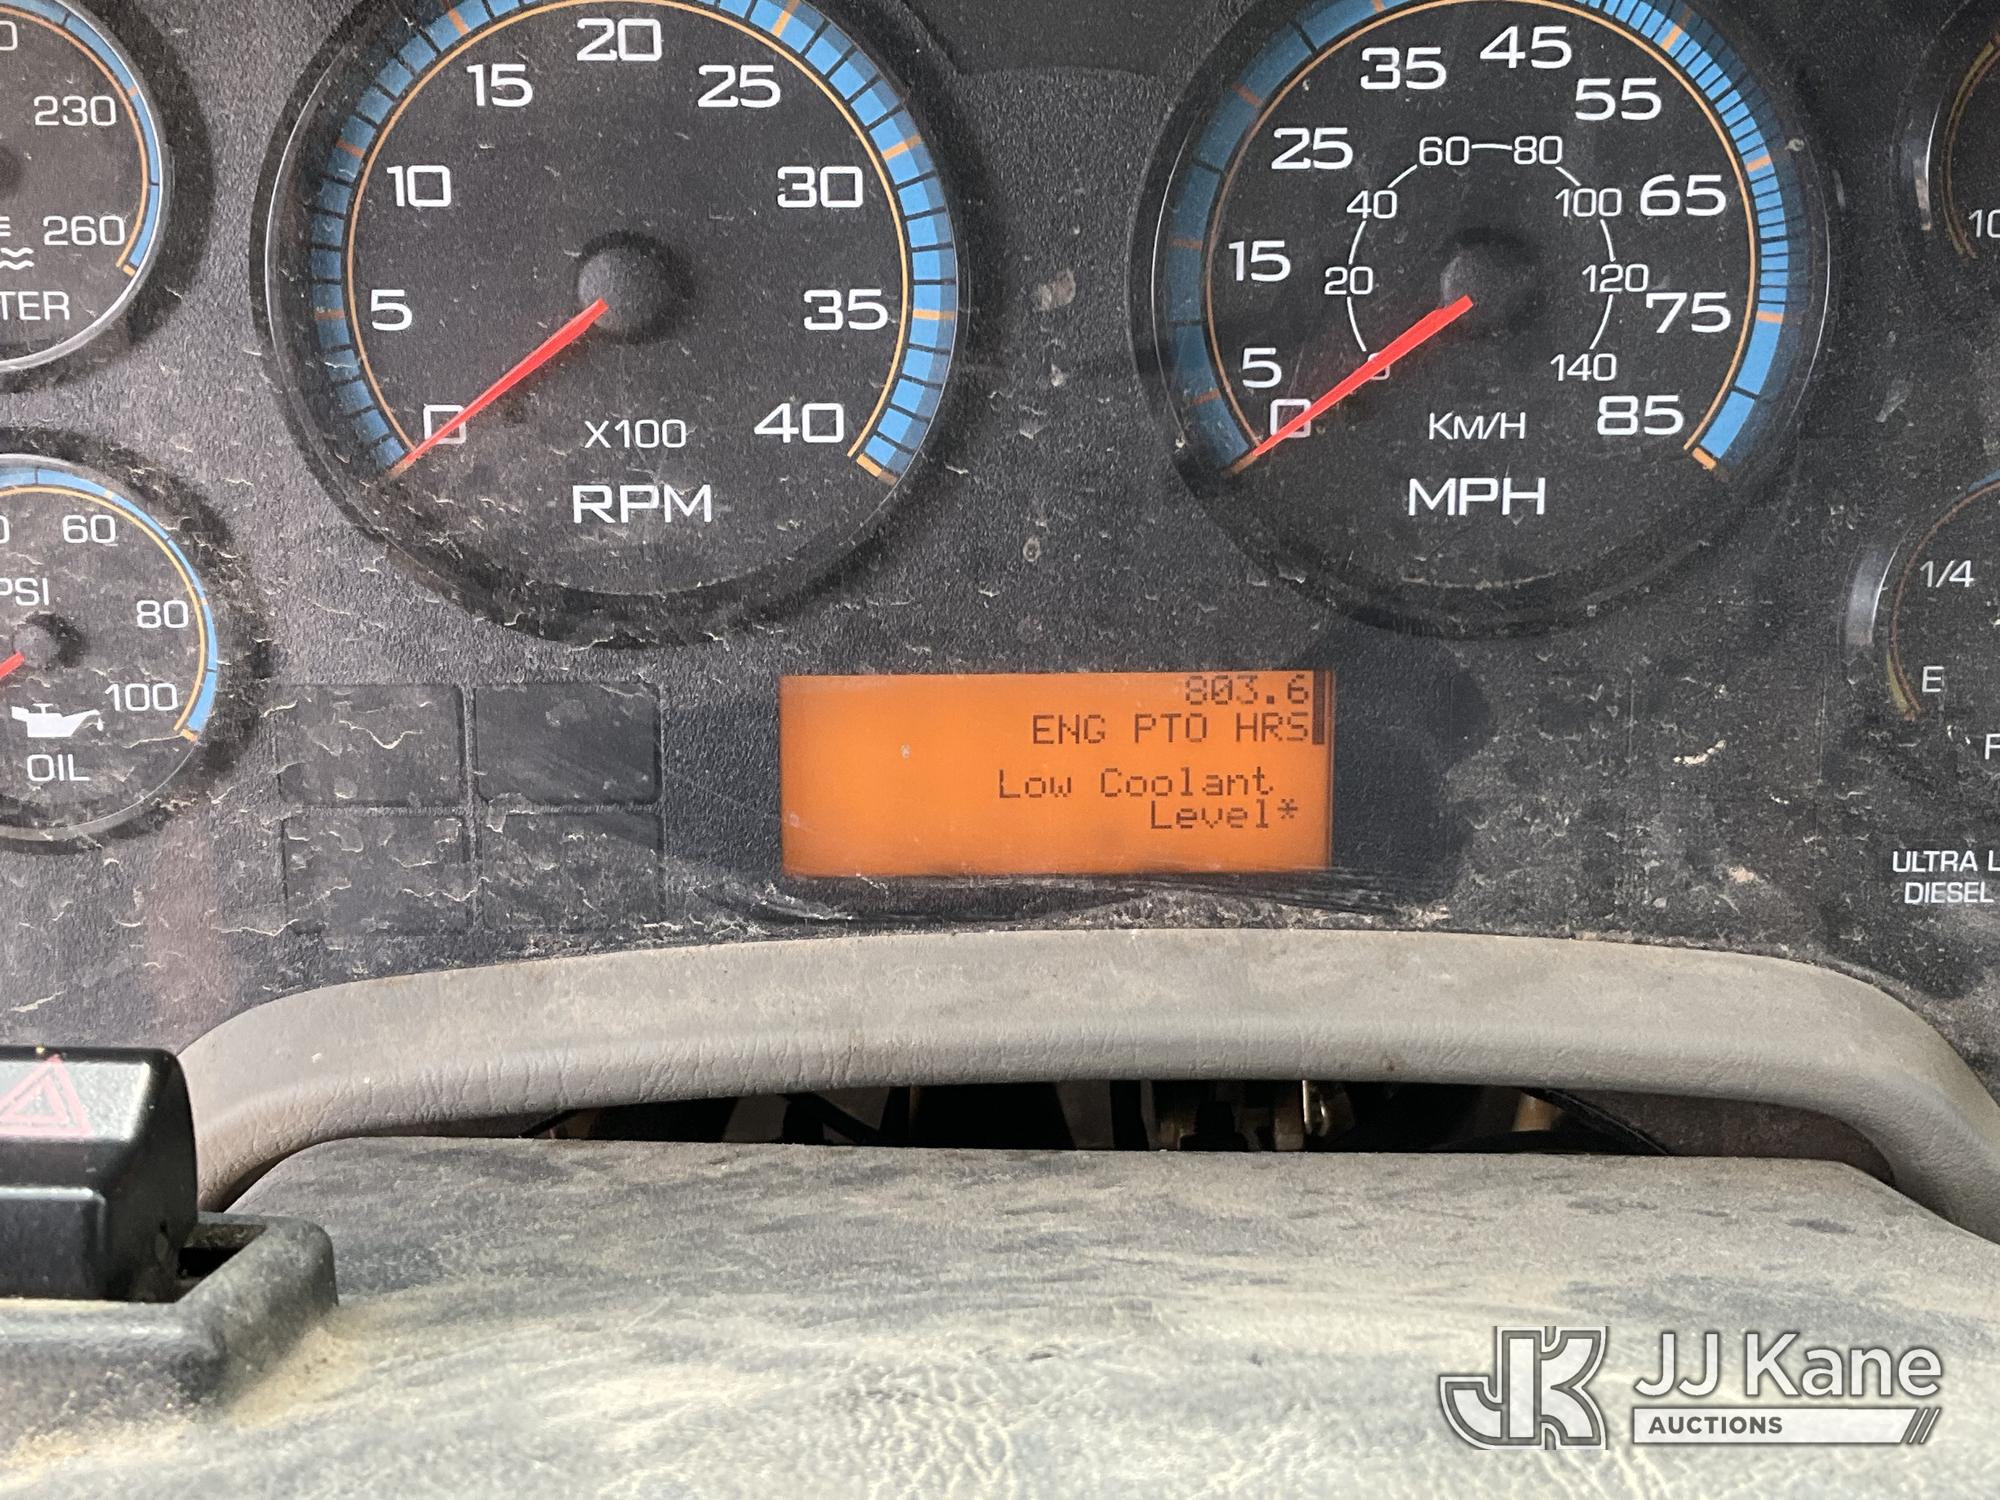 230
260
20
15
25
10
30
5
35
0
40
X100
RPM
45
35
55
25
60
80
40
100
65
15
20
120
75
5
0
140
0
85
KM/H
MPH
60
PSI
80
100
OIL
1/4
E
803.6
ENG PTO HRS
Low Coolant
Level*
ULTRA
DIESEL
JK
JJ Kane
AUCTIONS